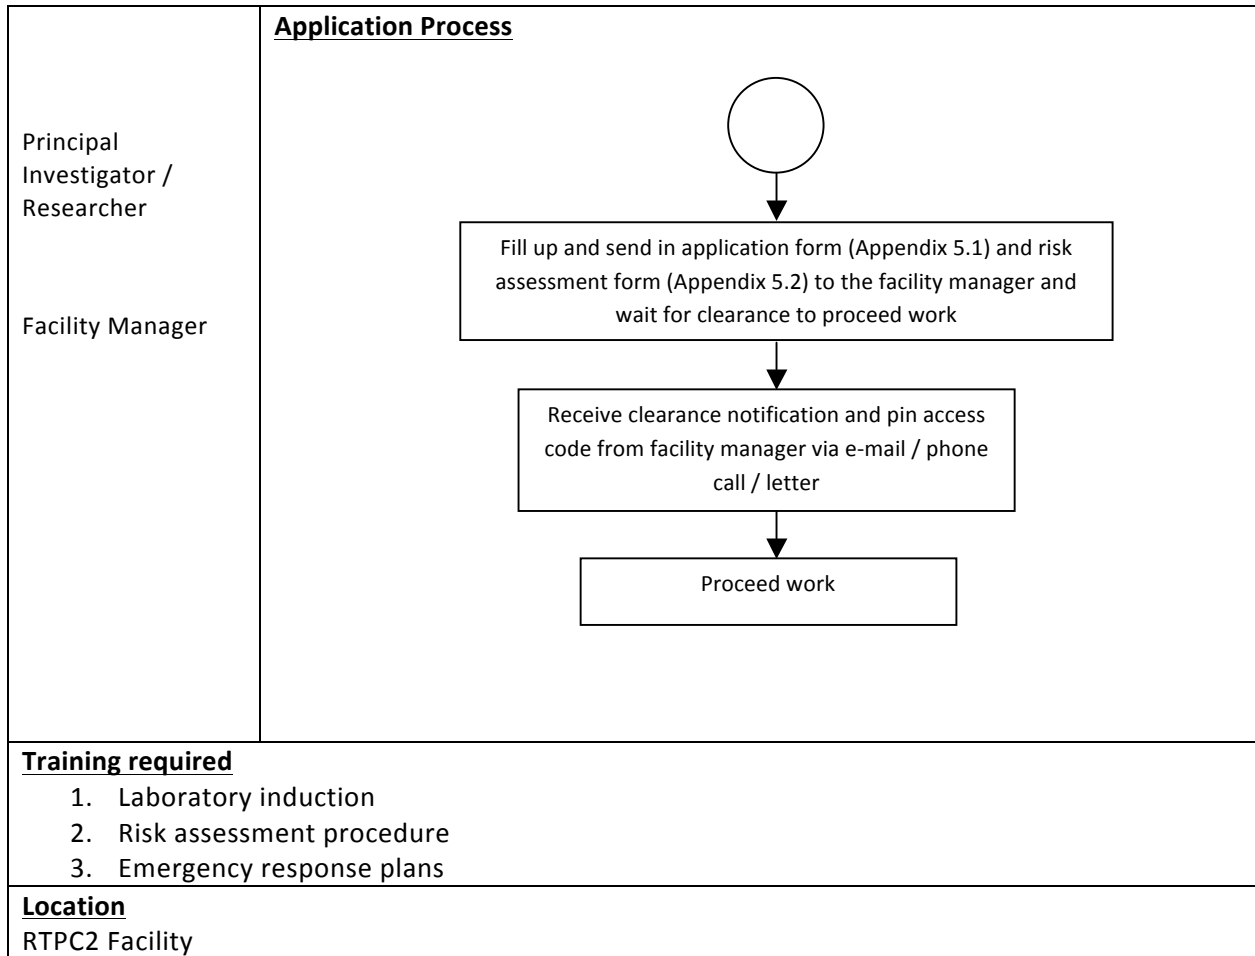 Application Process
Principal
Investigator /
Researcher
Facility Manager
Fill up and send in application form (Appendix 5.1) and risk
assessment form (Appendix 5.2) to the facility manager and
wait for clearance to proceed work
Receive clearance notification and pin access
code from facility manager via e-mail / phone
call / letter
Proceed work
Training required
1. Laboratory induction
2. Risk assessment procedure
3. Emergency response plans
Location
RTPC2 Facility